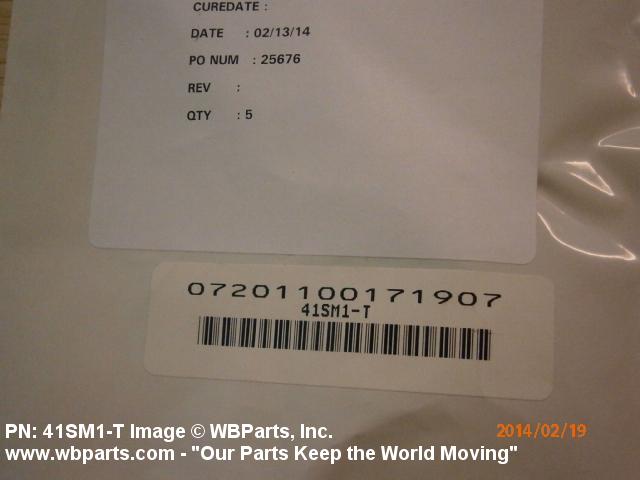 CUREDATE :
DATE : 02/13/14
PO NUM : 25676
REV :
QTY : 5
07201100171907
41SM1-T
PN: 41SM1-T Image © WBParts, Inc.
2014/02/19
www.wbparts.com - "Our Parts Keep the World Moving"